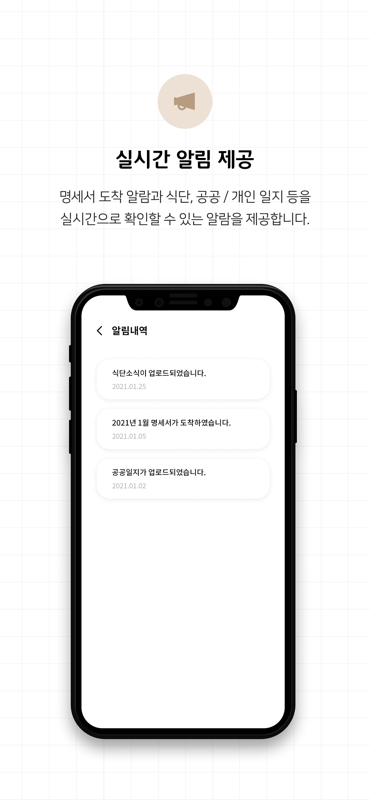 실시간 알림 제공
명세서 도착 알람과 식단, 공공 / 개인 일지 등을
실시간으로 확인할 수 있는 알람을 제공합니다.
알림내역
식단소식이 업로드되었습니다.
2021.01.25
2021년 1월 명세서가 도착하였습니다.
2021.01.05
공공일지가 업로드되었습니다.
2021.01.02